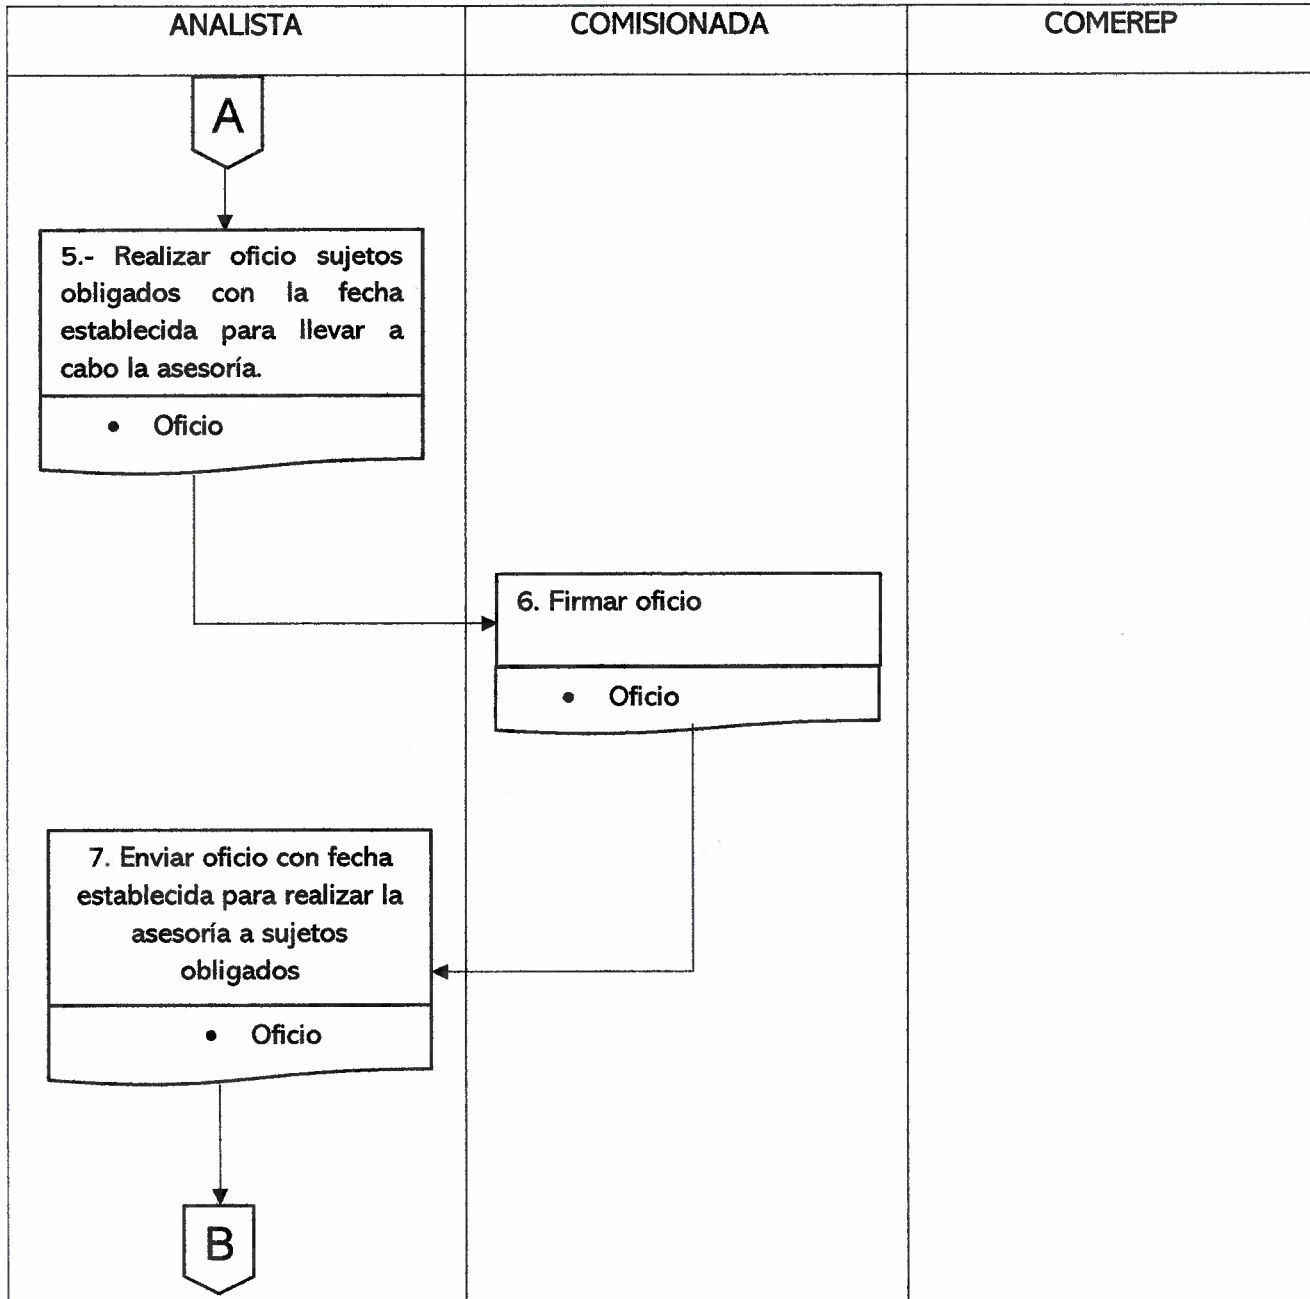 ANALISTA
COMISIONADA
COMEREP
A
5.- Realizar oficio sujetos
obligados con la fecha
establecida para llevar a
cabo la asesoría.
• Oficio
6. Firmar oficio
• Oficio
7. Enviar oficio con fecha
establecida para realizar la
asesoría a sujetos
obligados
• Oficio
B